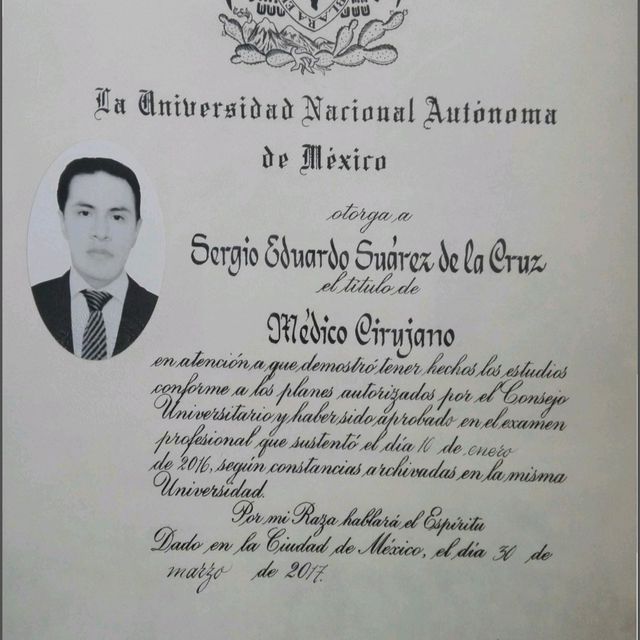 La Universidad Nacional Autónoma
de México
otorga a
Sergio Eduardo Suárez de la Cruz
el título de
Médico Cirujano
en atención a que demostró tener hechos los estudios
conforme a los planes autorizados por el Consejo
Universitario y haber sido aprobado en el examen
profesional que sustentó el día 16 de enero
de 2016, según constancias archivadas en la misma
Universidad.
Por mi Raza hablará el Espíritu
Dado en la Ciudad de México, el día 30 de
marzo de 2017.